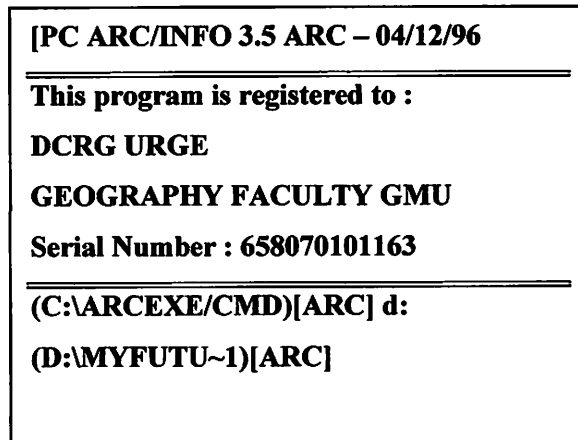 [PC ARC/INFO 3.5 ARC – 04/12/96
This program is registered to :
DCRG URGE
GEOGRAPHY FACULTY GMU
Serial Number : 658070101163
(C:\ARCEXE/CMD)[ARC] d:
(D:\MYFUTU~1)[ARC]